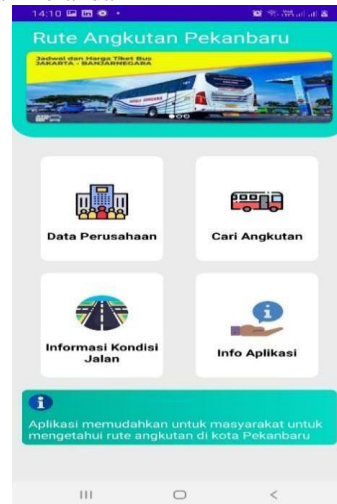 14:10
Rute Angkutan Pekanbaru
Jadwal dan Harga Tiket Bus
JAKARTA - BANJARNEGARA
Data Perusahaan
Cari Angkutan
Informasi Kondisi
Jalan
Info Aplikasi
Aplikasi memudahkan untuk masyarakat untuk
mengetahui rute angkutan di kota Pekanbaru